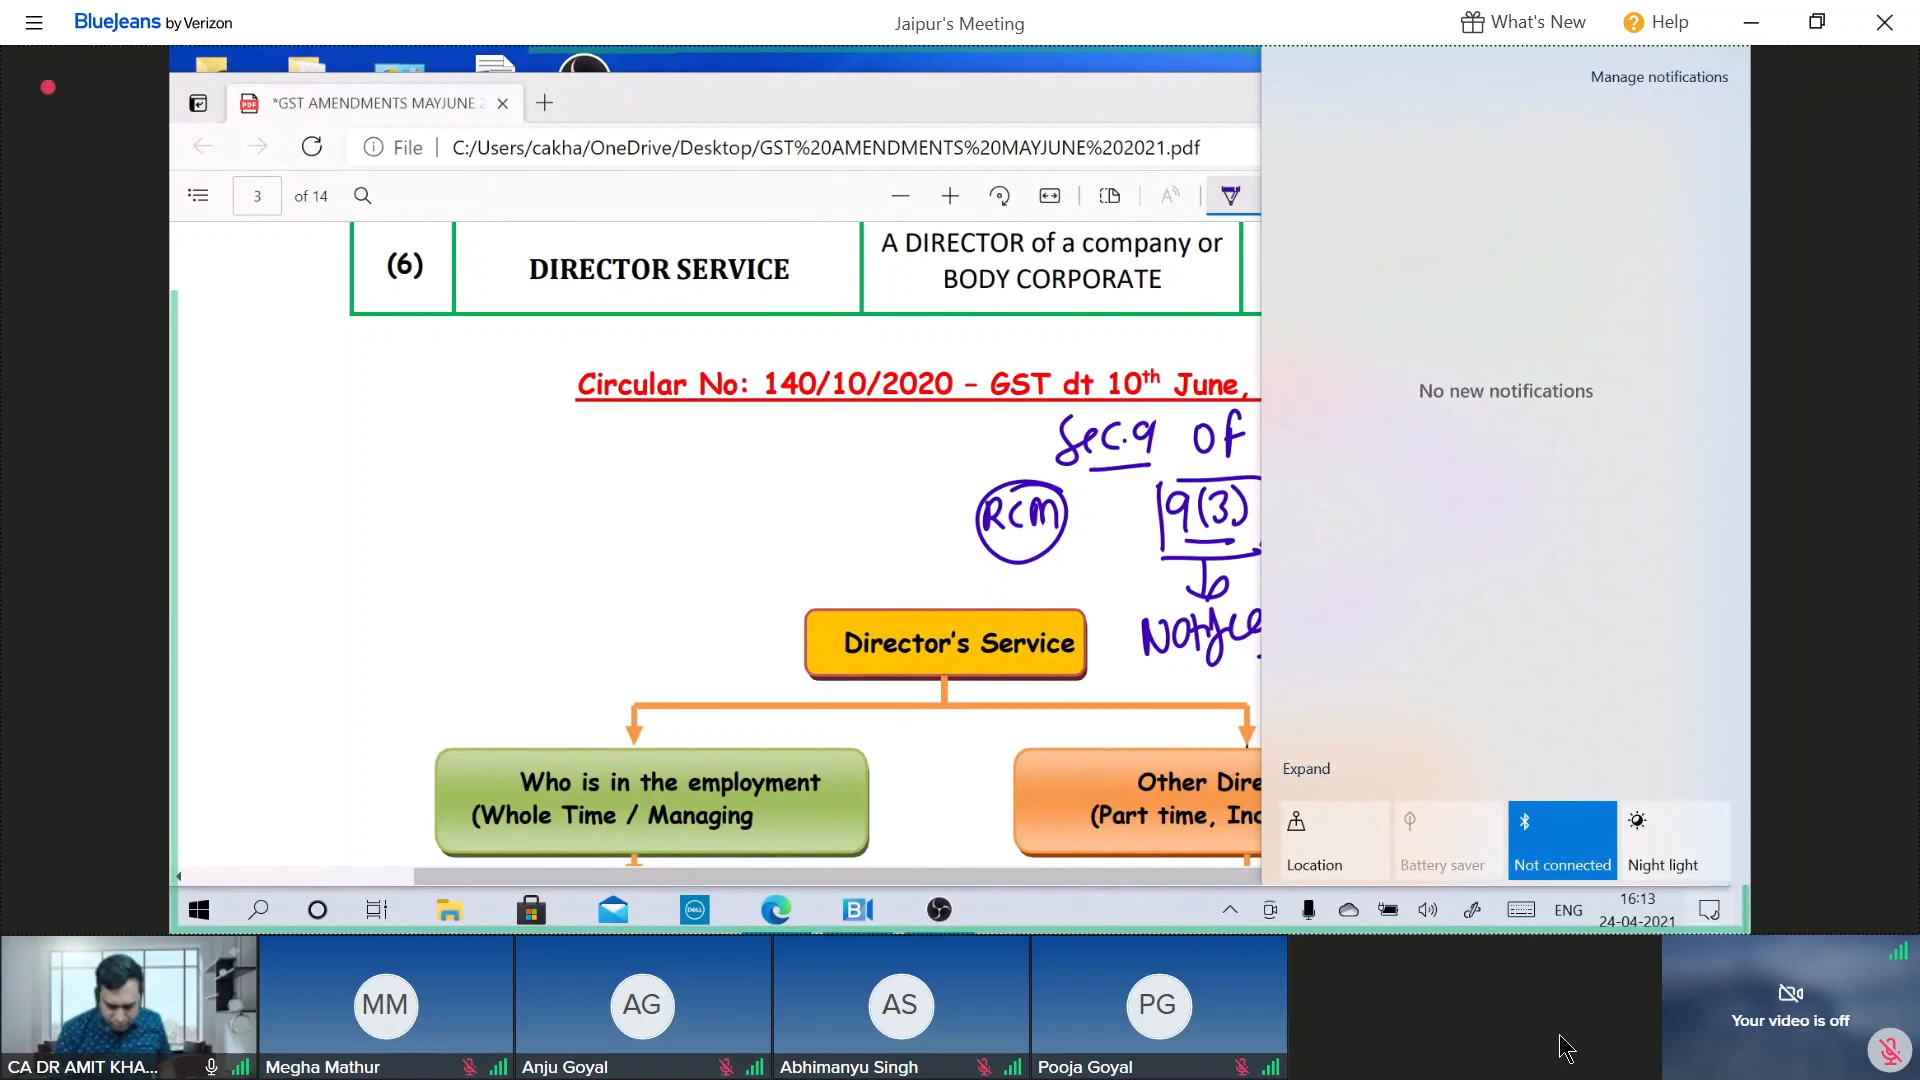 BlueJeans by Verizon
Jaipur's Meeting
What's New
Help
Manage notifications
*GST AMENDMENTS MAYJUNE 2
File
C:/Users/cakha/OneDrive/Desktop/GST%20AMENDMENTS%20MAYJUNE%202021.pdf
3 of 14
(6)
DIRECTOR SERVICE
A DIRECTOR of a company or
BODY CORPORATE
Circular No: 140/10/2020 – GST dt 10th June,
Sec.9 of
RCM
9(3)
No new notifications
Director's Service
Who is in the employment
(Whole Time / Managing
Other Dire
(Part time, Inc
Expand
Location
Battery saver
Not connected
Night light
ENG
16:13
24-04-2021
MM
AG
AS
PG
Your video is off
CA DR AMIT KHA...
Megha Mathur
Anju Goyal
Abhimanyu Singh
Pooja Goyal